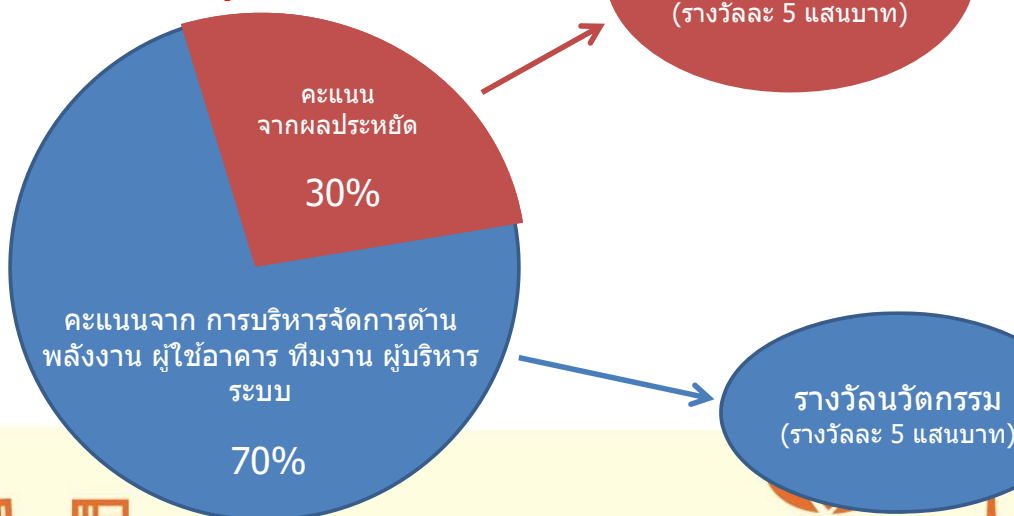 (รางวัลละ 5 แสนบาท)
คะแนน
จากผลประหยัด
30%
คะแนนจาก การบริหารจัดการด้าน
พลังงาน ผู้ใช้อาคาร ทีมงาน ผู้บริหาร
ระบบ
70%
รางวัลนวัตกรรม
(รางวัลละ 5 แสนบาท)